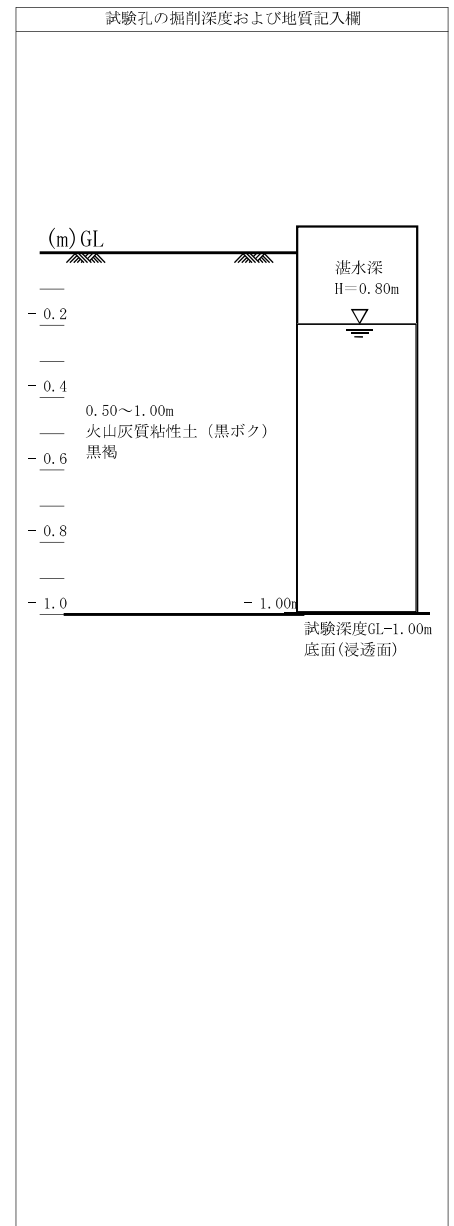 試験孔の掘削深度および地質記入欄
(m) GL
湛水深
H＝0.80m
- 0.2
- 0.4
0.50～1.00m
火山灰質粘性土（黒ボク）
黒褐
- 0.6
- 0.8
- 1.0
- 1.00m
試験深度GL-1.00m
底面(浸透面)